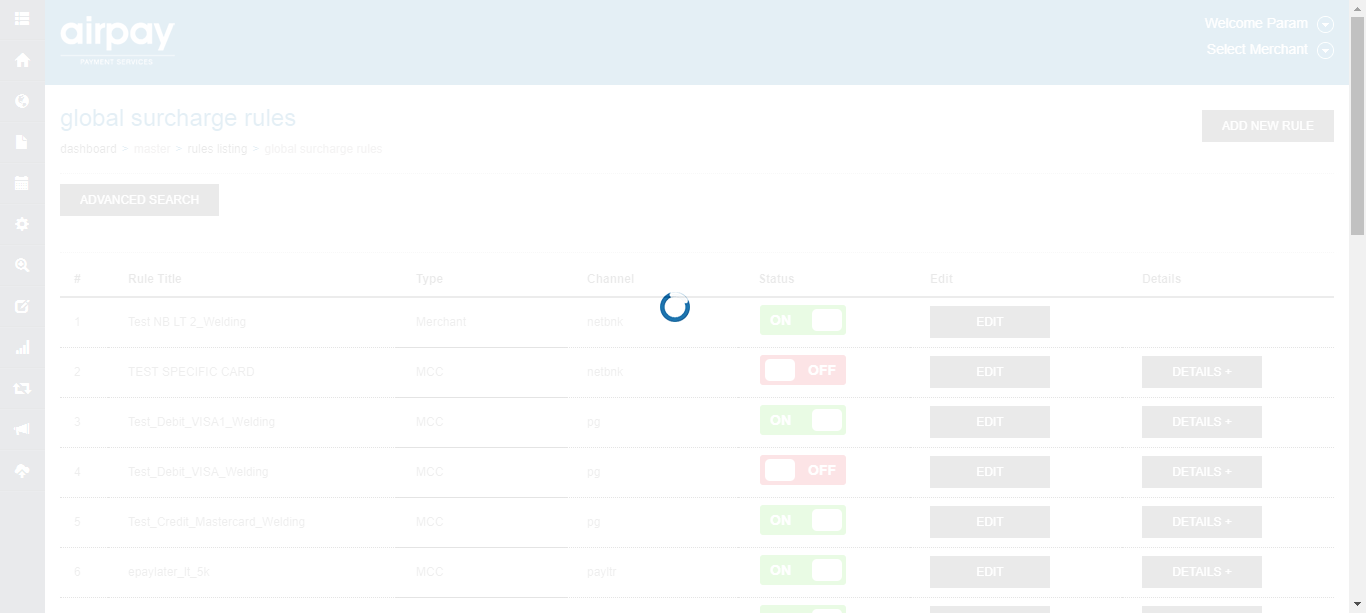 airpay
PAYMENT SERVICES
Welcome Param
Select Merchant
global surcharge rules
ADD NEW RULE
dashboard > master > rules listing > global surcharge rules
ADVANCED SEARCH
# Rule Title Type Channel Status Edit Details
1 Test NB LT 2_Welding Merchant netbnk ON EDIT
2 TEST SPECIFIC CARD MCC netbnk OFF EDIT DETAILS +
3 Test_Debit_VISA1_Welding MCC pg ON EDIT DETAILS +
4 Test_Debit_VISA_Welding MCC pg OFF EDIT DETAILS +
5 Test_Credit_Mastercard_Welding MCC pg ON EDIT DETAILS +
6 epaylater_lt_5k MCC payltr ON EDIT DETAILS +